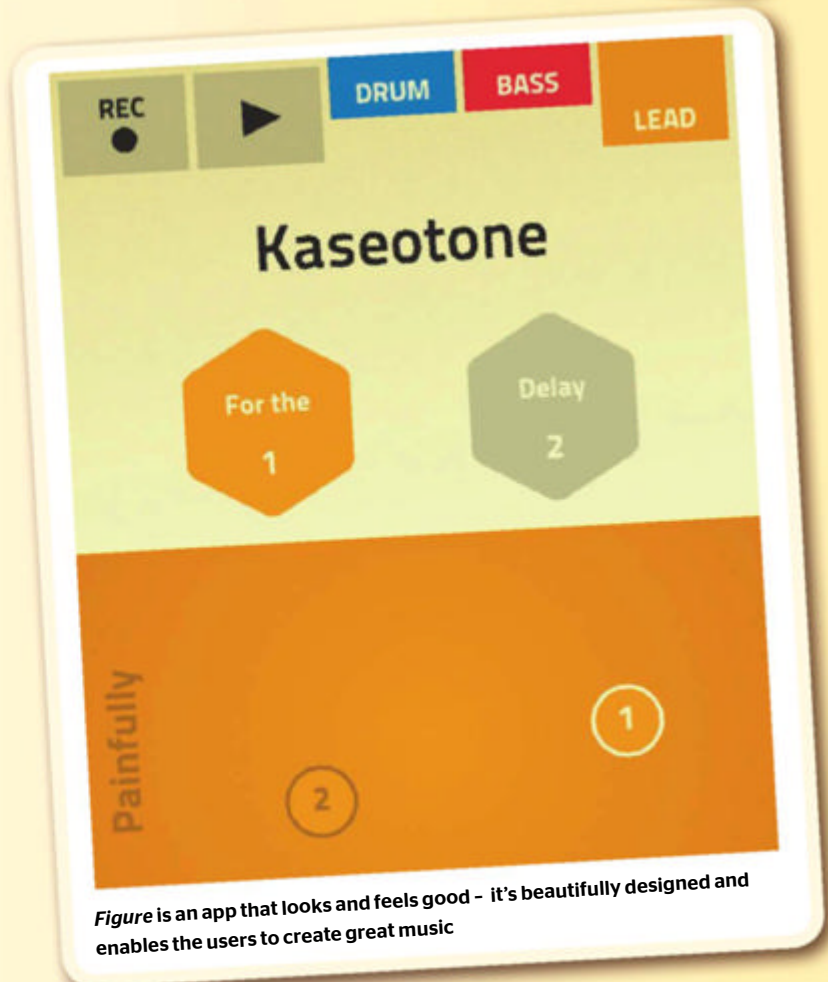 REC
DRUM
BASS
LEAD
Kaseotone
For the
1
Delay
2
Painfully
1
2
Figure is an app that looks and feels good – it's beautifully designed and
enables the users to create great music